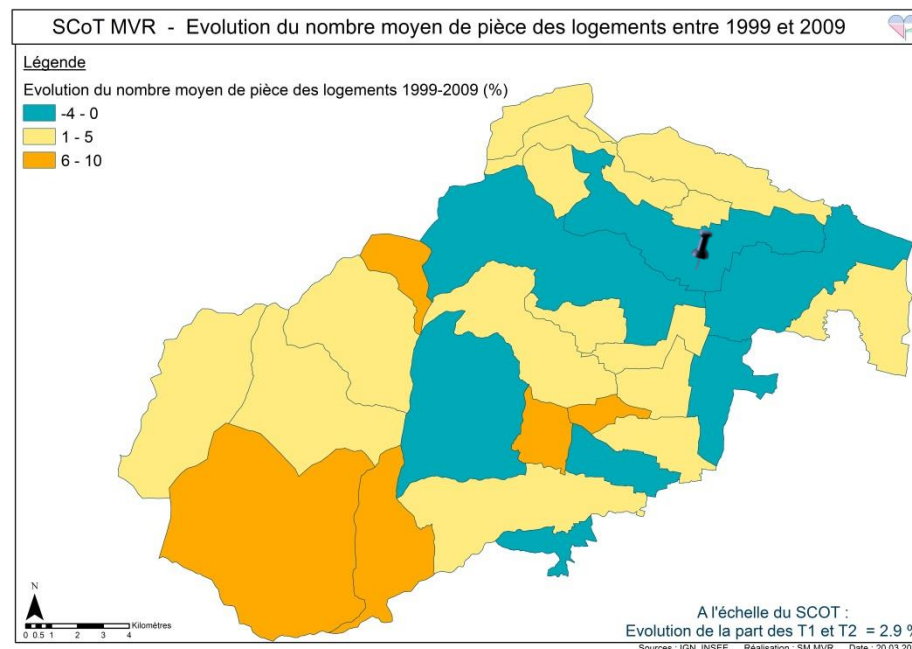 SCoT MVR - Evolution du nombre moyen de pièce des logements entre 1999 et 2009
Légende
Evolution du nombre moyen de pièce des logements 1999-2009 (%)
-4 - 0
1 - 5
6 - 10
N
0 0.5 1 2 3 4 Kilomètres
A l'échelle du SCOT :
Evolution de la part des T1 et T2 = 2.9 %
Sources : IGN, INSEE Réalisation : SM MVR Date : 20.03.20